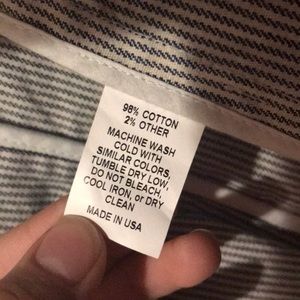 98% COTTON
2% OTHER
MACHINE WASH
COLD WITH
SIMILAR COLORS,
TUMBLE DRY LOW,
DO NOT BLEACH,
COOL IRON, or DRY
CLEAN
MADE IN USA